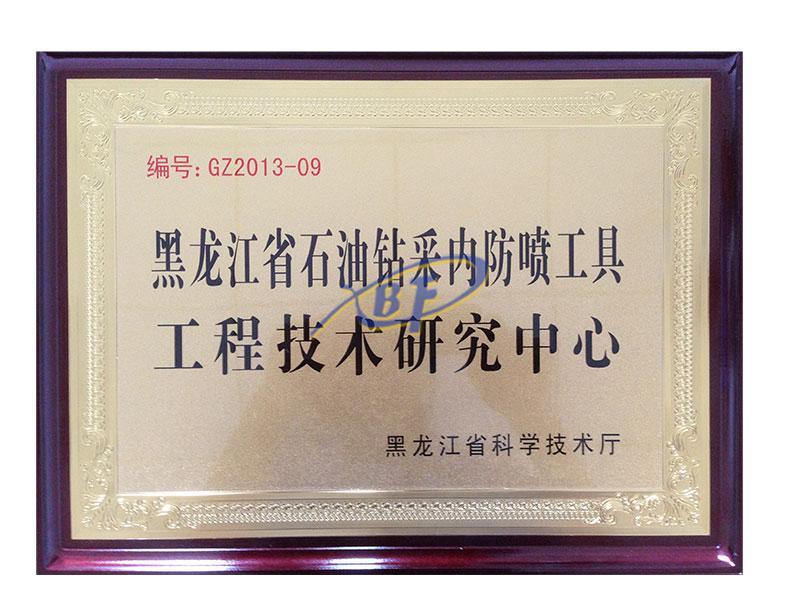 编号:GZ2013-09
黑龙江省石油钻采内防喷工具
BF
工程技术研究中心
黑龙江省科学技术厅